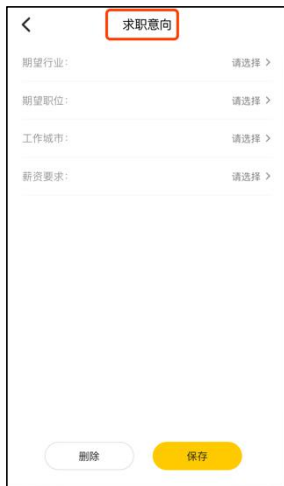 求职意向
期望行业: 请选择
期望职位: 请选择
工作城市: 请选择
薪资要求: 请选择
删除 保存